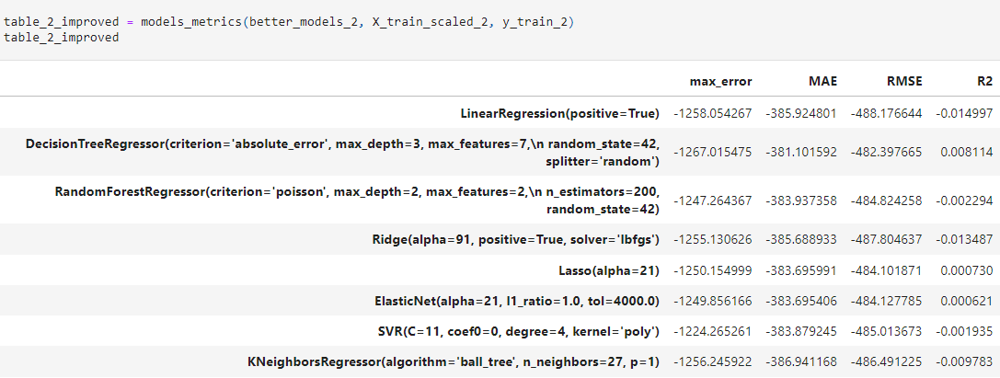 table_2_improved = models_metrics(better_models_2, X_train_scaled_2, y_train_2)
table_2_improved
max_error MAE RMSE R2
LinearRegression(positive=True) -1258.054267 -385.924801 -488.176644 -0.014997
DecisionTreeRegressor(criterion='absolute_error', max_depth=3, max_features=7,\n random_state=42,
splitter='random') -1267.015475 -381.101592 -482.397665 0.008114
RandomForestRegressor(criterion='poisson', max_depth=2, max_features=2,\n n_estimators=200,
random_state=42) -1247.264367 -383.937358 -484.824258 -0.002294
Ridge(alpha=91, positive=True, solver='lbfgs') -1255.130626 -385.688933 -487.804637 -0.013487
Lasso(alpha=21) -1250.154999 -383.695991 -484.101871 0.000730
ElasticNet(alpha=21, l1_ratio=1.0, tol=4000.0) -1249.856166 -383.695406 -484.127785 0.000621
SVR(C=11, coef0=0, degree=4, kernel='poly') -1224.265261 -383.879245 -485.013673 -0.001935
KNeighborsRegressor(algorithm='ball_tree', n_neighbors=27, p=1) -1256.245922 -386.941168 -486.491225 -0.009783